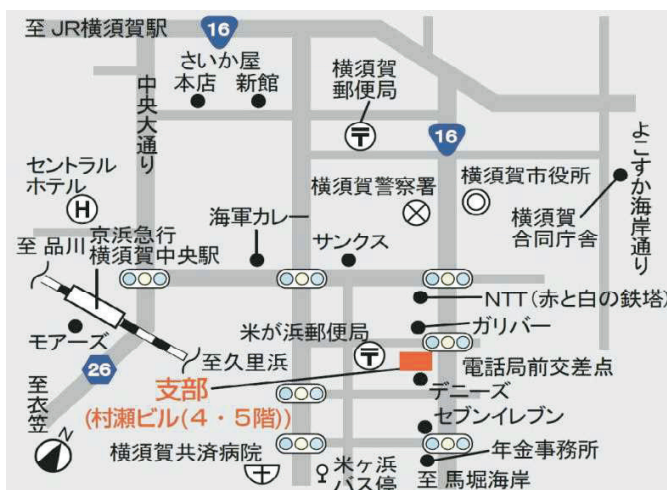 至 JR横須賀駅
16
さいか屋
本店 新館
中央大通り
横須賀
郵便局
16
よこすか海岸通り
セントラル
ホテル
H
横須賀警察署
横須賀市役所
横須賀
合同庁舎
海軍カレー
サンクス
至 品川
京浜急行
横須賀中央駅
NTT(赤と白の鉄塔)
ガリバー
米が浜郵便局
モアーズ
至久里浜
電話局前交差点
26
支部
(村瀬ビル(4・5階))
デニーズ
セブンイレブン
至衣笠
N
横須賀共済病院
米ヶ浜
バス停
年金事務所
至 馬堀海岸